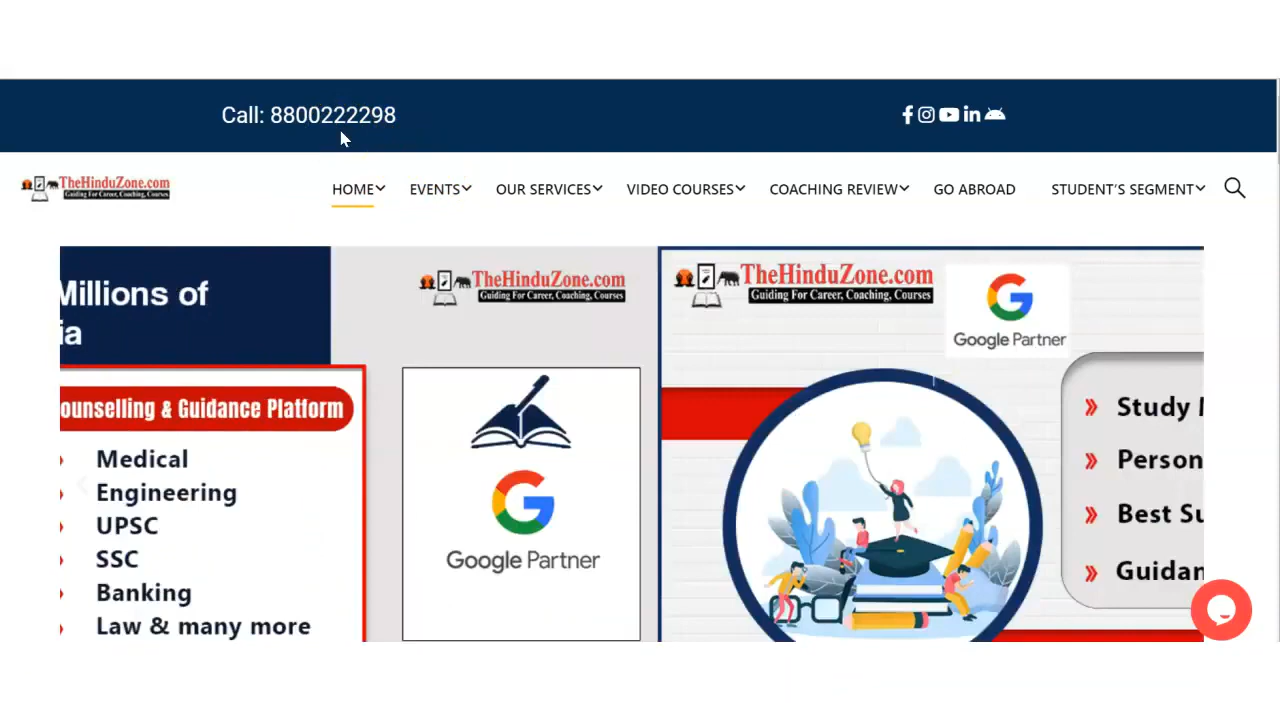 Call: 8800222298
TheHinduZone.com
Guiding For Career, Coaching, Courses
HOME
EVENTS
OUR SERVICES
VIDEO COURSES
COACHING REVIEW
GO ABROAD
STUDENT'S SEGMENT
Millions of
ia
ounselling & Guidance Platform
Medical
Engineering
UPSC
SSC
Banking
Law & many more
TheHinduZone.com
Guiding For Career, Coaching, Courses
Google Partner
TheHinduZone.com
Guiding For Career, Coaching, Courses
Google Partner
Study
Person
Best Su
Guidan